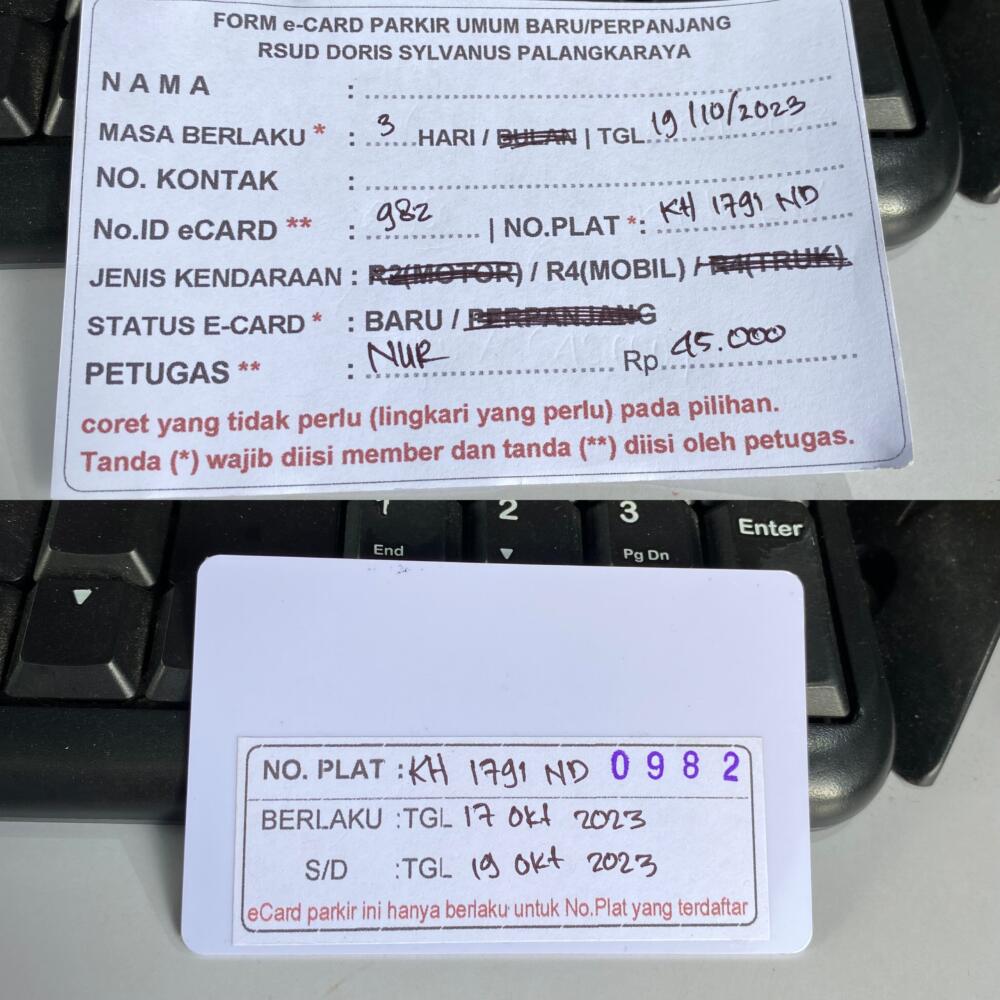 FORM e-CARD PARKIR UMUM BARU/PERPANJANG
RSUD DORIS SYLVANUS PALANGKARAYA
NAMA :
MASA BERLAKU * : 3 HARI / BULAN | TGL 19/10/2023
NO. KONTAK :
No.ID eCARD ** : 982 | NO.PLAT *: KH 1791 ND
JENIS KENDARAAN : R2(MOTOR) / R4(MOBIL) / R4(TRUK)
STATUS E-CARD * : BARU / PERPANJANG
PETUGAS ** : NUR Rp 45.000
coret yang tidak perlu (lingkari yang perlu) pada pilihan.
Tanda (*) wajib diisi member dan tanda (**) diisi oleh petugas.
1 2 3 Enter
End Pg Dn
NO. PLAT : KH 1791 ND 0982
BERLAKU : TGL 17 Okt 2023
S/D : TGL 19 Okt 2023
eCard parkir ini hanya berlaku untuk No.Plat yang terdaftar